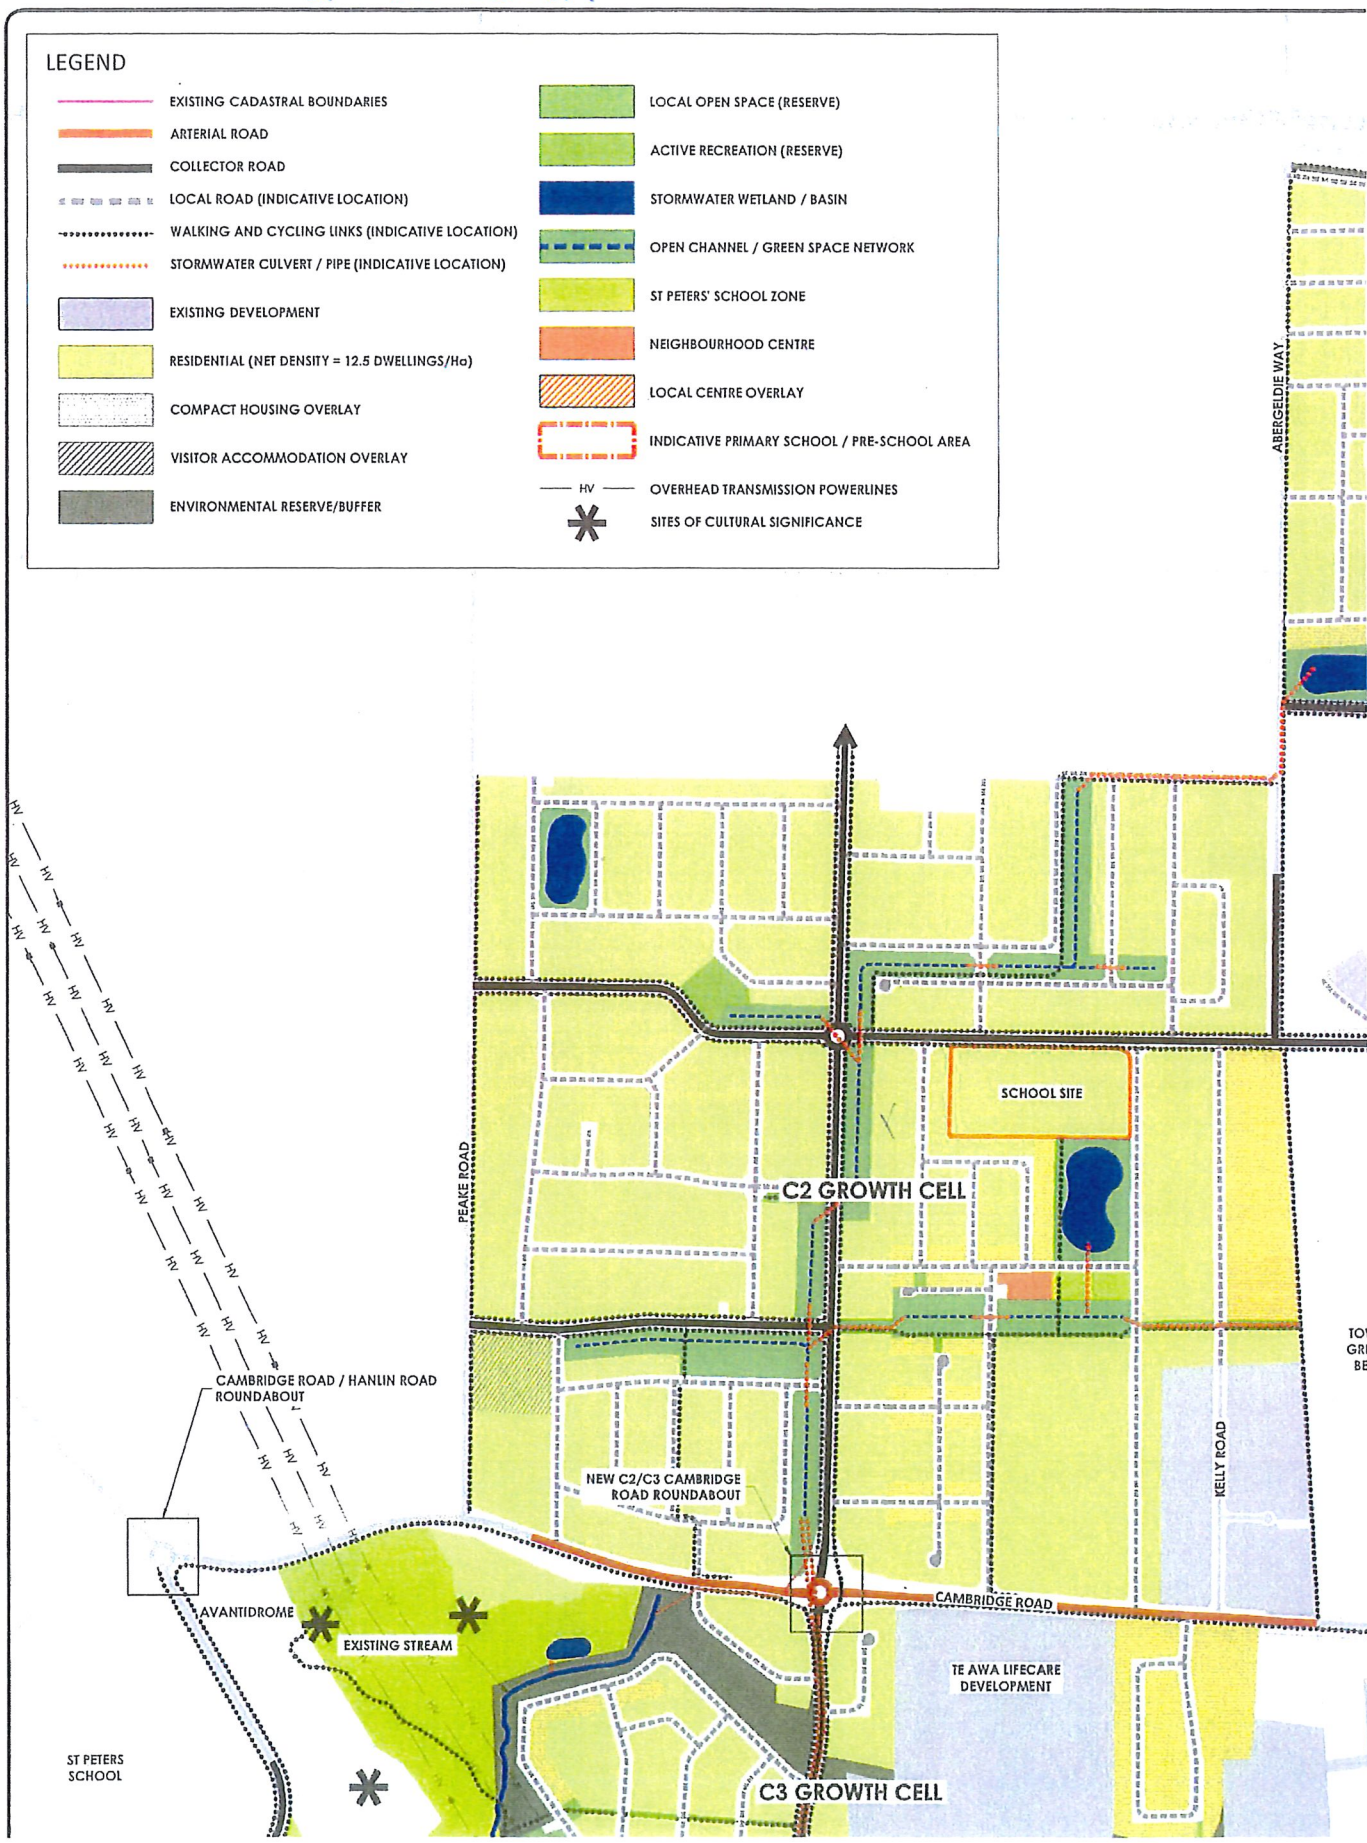 LEGEND
EXISTING CADASTRAL BOUNDARIES
ARTERIAL ROAD
COLLECTOR ROAD
LOCAL ROAD (INDICATIVE LOCATION)
WALKING AND CYCLING LINKS (INDICATIVE LOCATION)
STORMWATER CULVERT / PIPE (INDICATIVE LOCATION)
EXISTING DEVELOPMENT
RESIDENTIAL (NET DENSITY = 12.5 DWELLINGS/Ha)
COMPACT HOUSING OVERLAY
VISITOR ACCOMMODATION OVERLAY
ENVIRONMENTAL RESERVE/BUFFER
LOCAL OPEN SPACE (RESERVE)
ACTIVE RECREATION (RESERVE)
STORMWATER WETLAND / BASIN
OPEN CHANNEL / GREEN SPACE NETWORK
ST PETERS' SCHOOL ZONE
NEIGHBOURHOOD CENTRE
LOCAL CENTRE OVERLAY
INDICATIVE PRIMARY SCHOOL / PRE-SCHOOL AREA
HV
OVERHEAD TRANSMISSION POWERLINES
SITES OF CULTURAL SIGNIFICANCE
ABERGELDIE WAY
SCHOOL SITE
PEAKE ROAD
C2 GROWTH CELL
CAMBRIDGE ROAD / HANLIN ROAD
ROUNDABOUT
KELLY ROAD
NEW C2/C3 CAMBRIDGE
ROAD ROUNDABOUT
CAMBRIDGE ROAD
AVANTIDROME
EXISTING STREAM
TE AWA LIFECARE
DEVELOPMENT
ST PETERS
SCHOOL
C3 GROWTH CELL